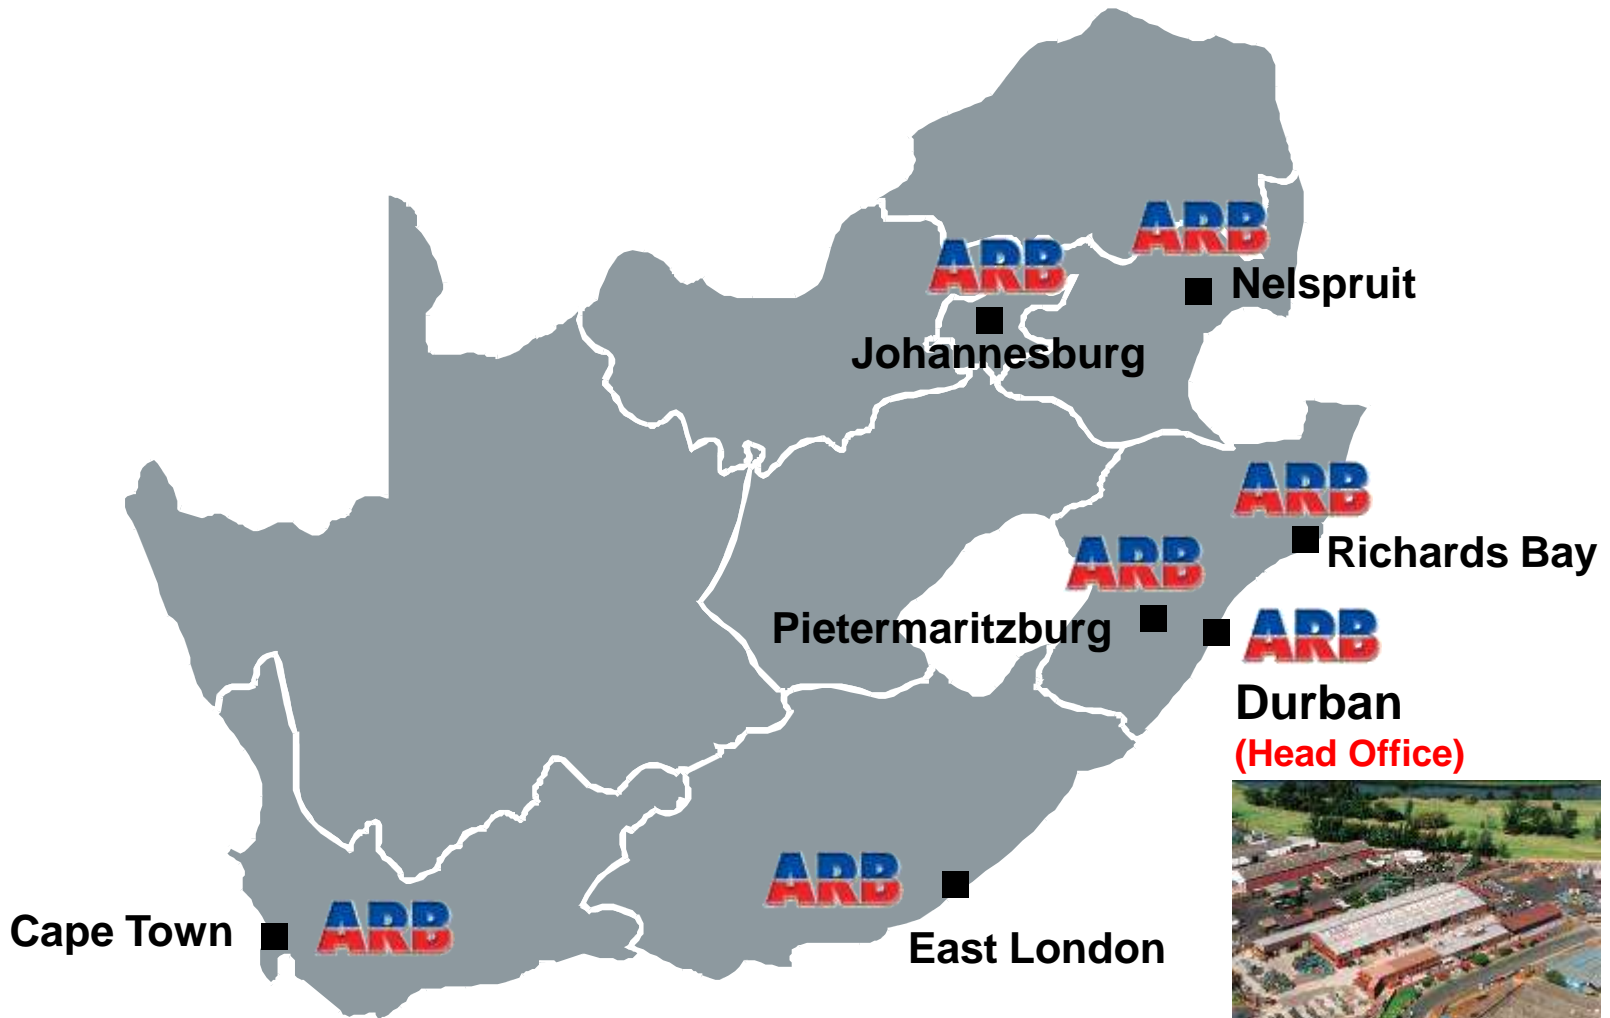 ARB
ARB
Nelspruit
Johannesburg
ARB
Richards Bay
ARB
Pietermaritzburg
ARB
Durban
(Head Office)
ARB
East London
Cape Town
ARB